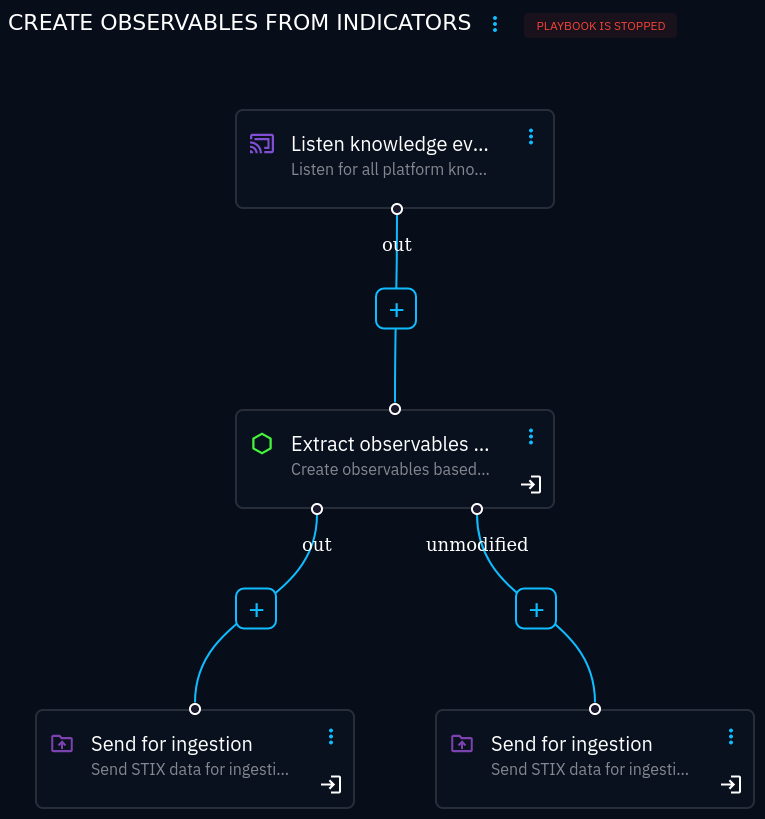 CREATE OBSERVABLES FROM INDICATORS
PLAYBOOK IS STOPPED
Listen knowledge ev...
Listen for all platform kno...
out
Extract observables ...
Create observables based...
out
unmodified
Send for ingestion
Send STIX data for ingesti...
Send for ingestion
Send STIX data for ingesti...